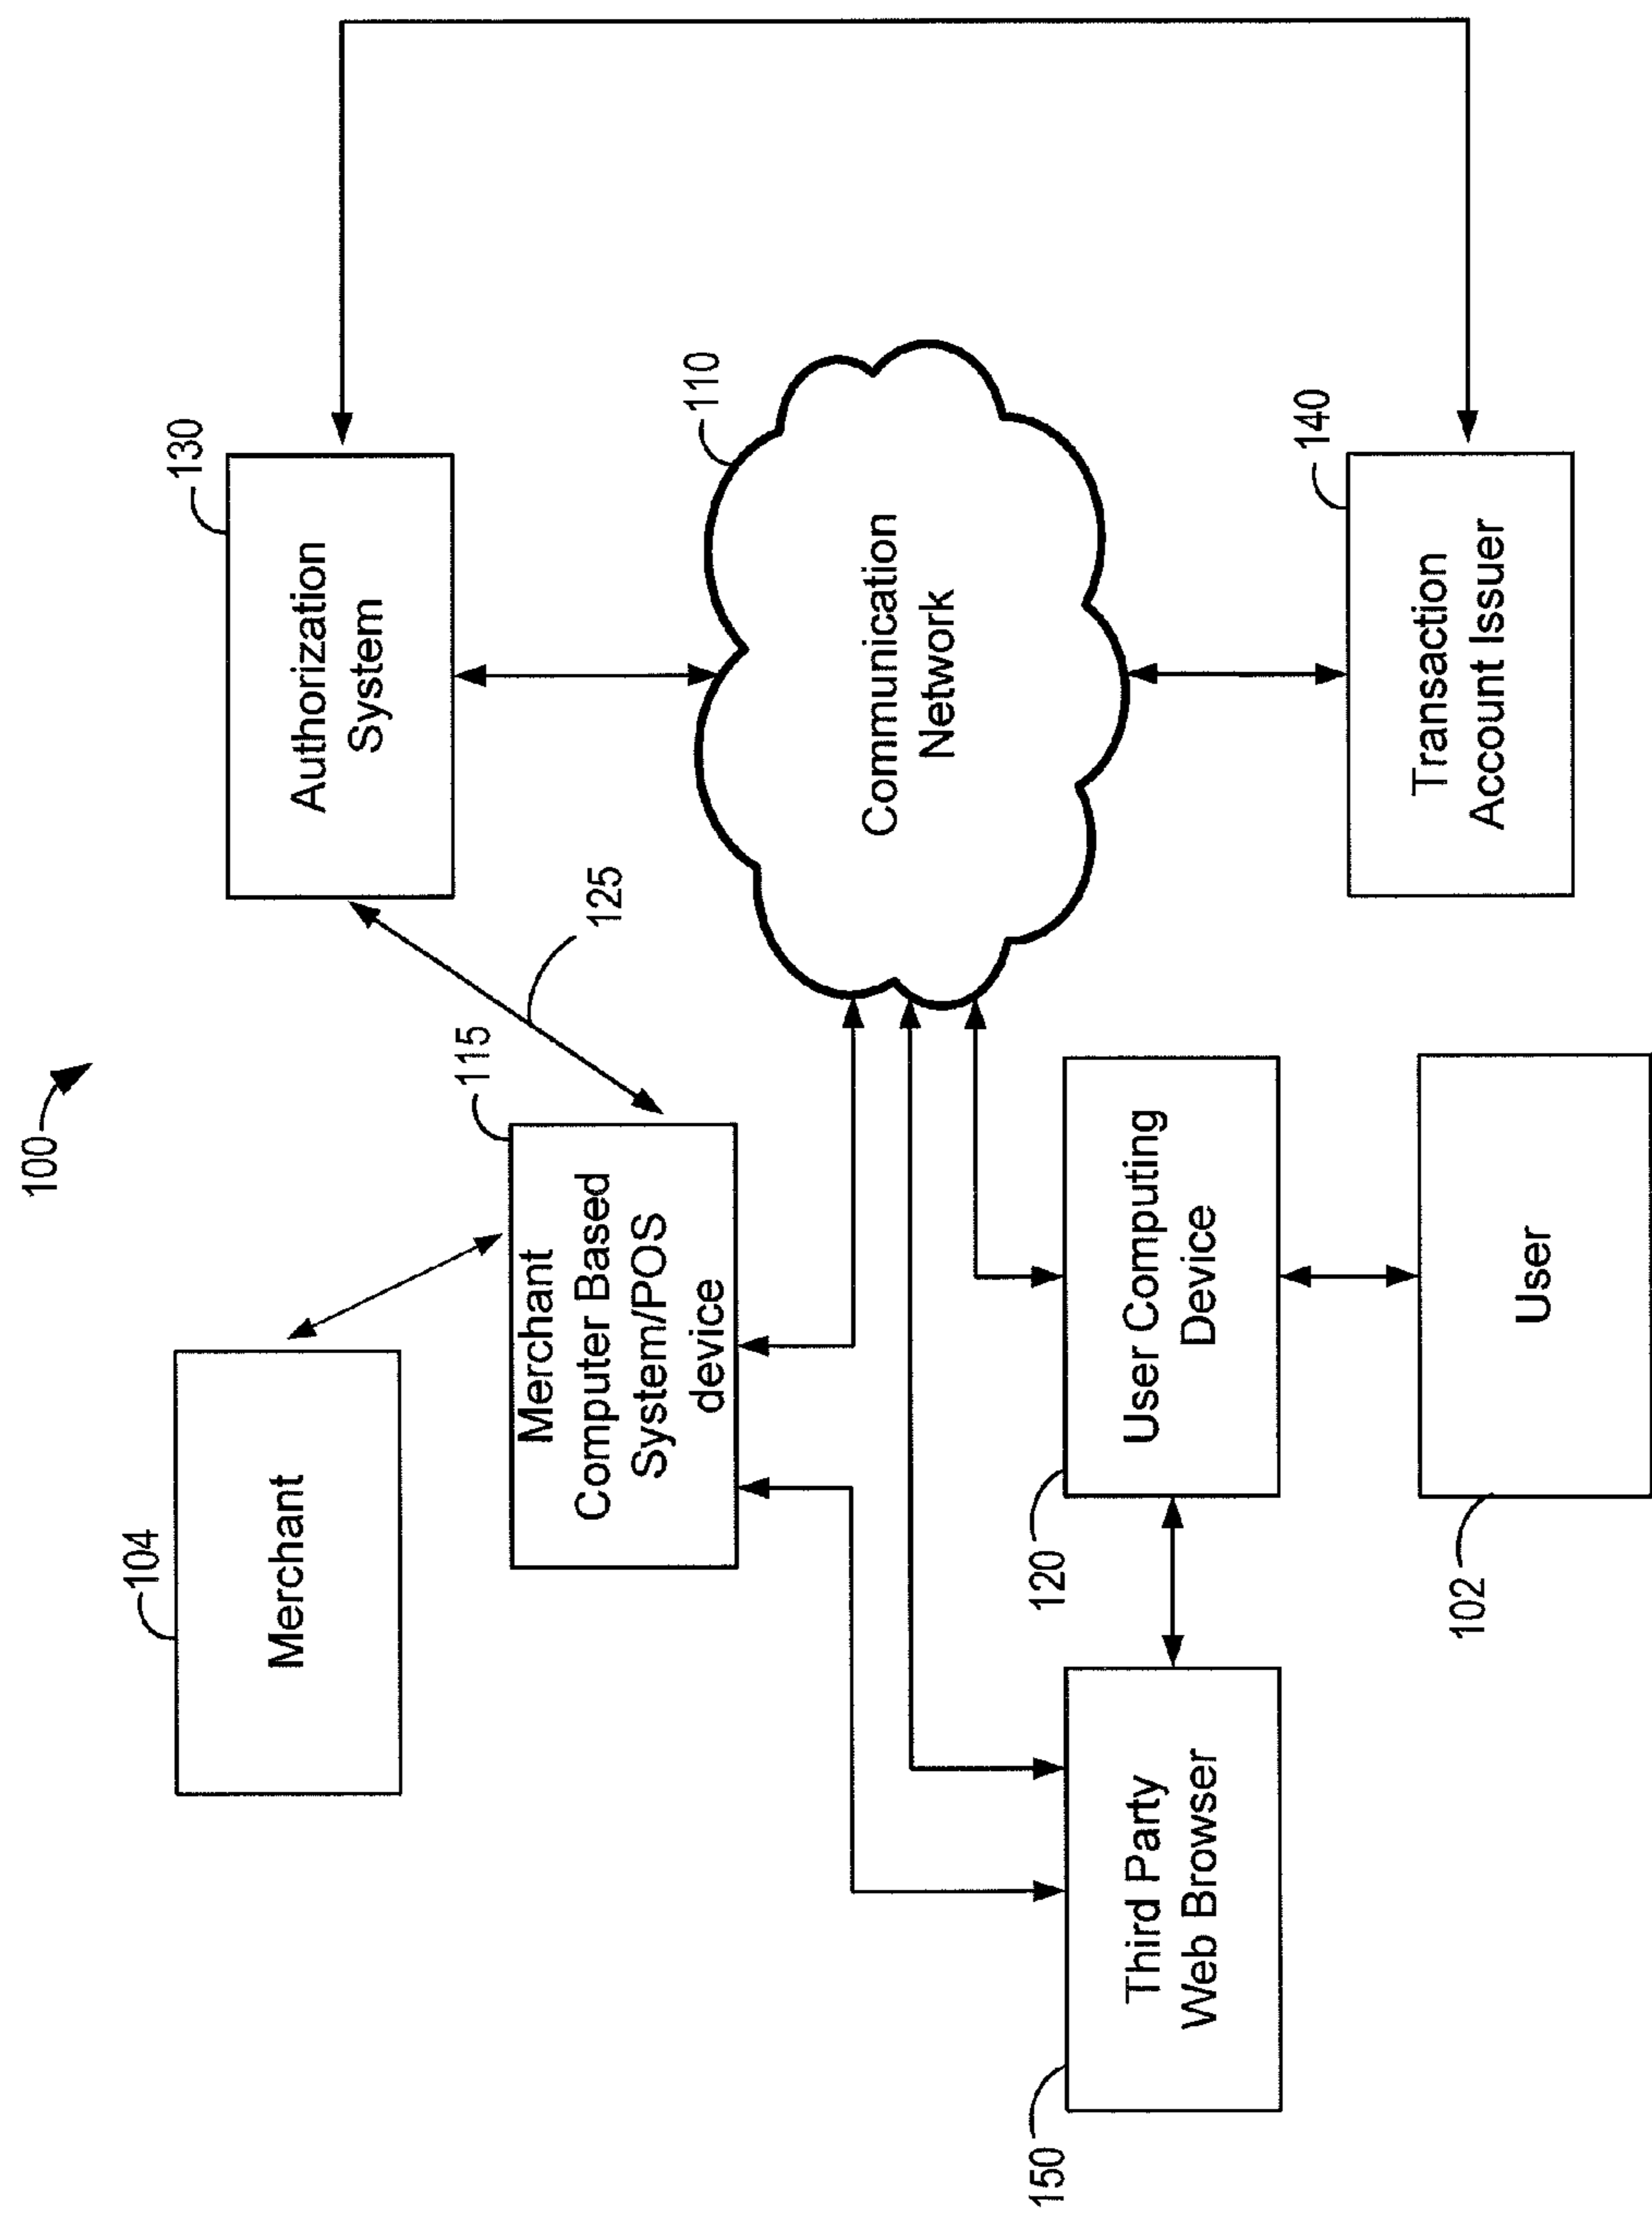 100
104
Merchant
115
Merchant
Computer Based
System/POS
device
125
130
Authorization
System
110
Communication
Network
150
Third Party
Web Browser
120
User Computing
Device
102
User
140
Transaction
Account Issuer